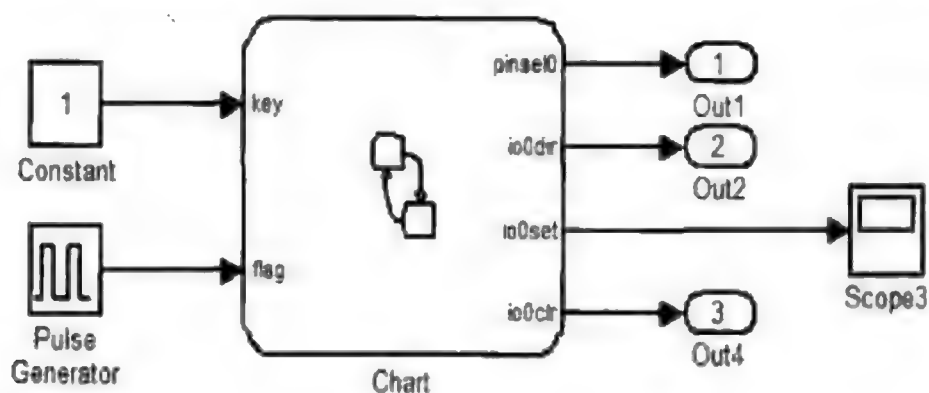 1
Constant
Pulse
Generator
key
flag
Chart
pinsel0
io0dir
io0set
io0clr
1
Out1
2
Out2
Scope3
3
Out4